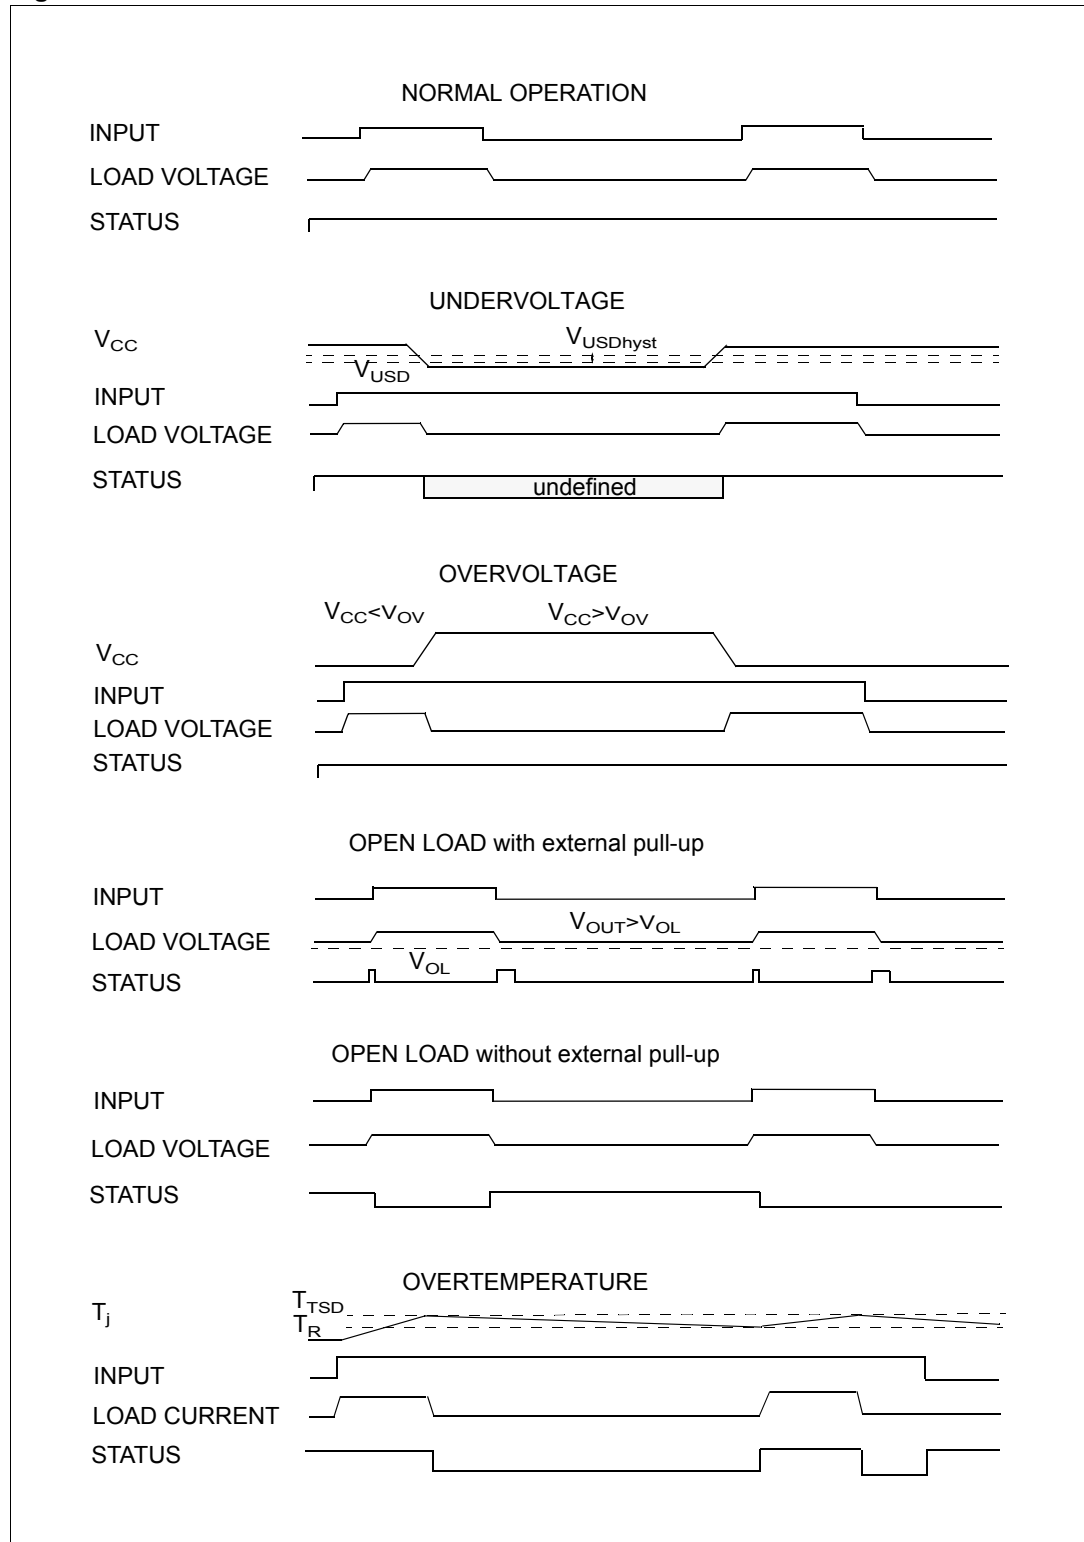 NORMAL OPERATION
INPUT
LOAD VOLTAGE
STATUS
UNDERVOLTAGE
VCC
VUSDhyst
VUSD
INPUT
LOAD VOLTAGE
STATUS
undefined
OVERVOLTAGE
VCC<VOV
VCC>VOV
VCC
INPUT
LOAD VOLTAGE
STATUS
OPEN LOAD with external pull-up
INPUT
VOUT>VOL
LOAD VOLTAGE
VOL
STATUS
OPEN LOAD without external pull-up
INPUT
LOAD VOLTAGE
STATUS
OVERTEMPERATURE
Tj
TTSD
TR
INPUT
LOAD CURRENT
STATUS